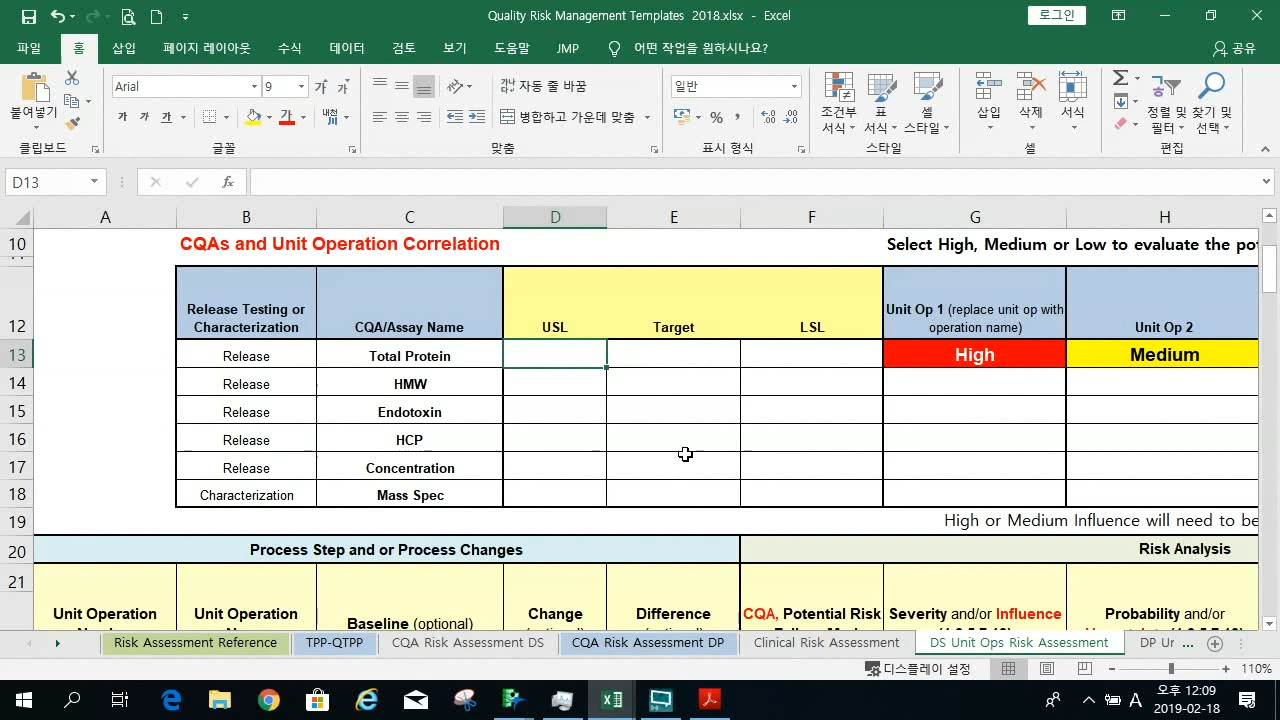 Quality Risk Management Templates 2018.xlsx - Excel
로그인
파일 홈 삽입 페이지 레이아웃 수식 데이터 검토 보기 도움말 JMP 어떤 작업을 원하시나요? 공유
붙여넣기
클립보드
Arial 9
가 가
가 가 가 가 내천
글꼴
자동 줄 바꿈
병합하고 가운데 맞춤
맞춤
일반
% ,
표시 형식
조건부 서식 표 서식 셀 스타일
스타일
삽입 삭제 서식
셀
정렬 및 필터 찾기 및 선택
편집
D13 fx
A B C D E F G H
10 CQAs and Unit Operation Correlation Select High, Medium or Low to evaluate the pot
12 Release Testing or Characterization CQA/Assay Name USL Target LSL Unit Op 1 (replace unit op with operation name) Unit Op 2
13 Release Total Protein High Medium
14 Release HMW
15 Release Endotoxin
16 Release HCP
17 Release Concentration
18 Characterization Mass Spec
19 High or Medium Influence will need to be
20 Process Step and or Process Changes Risk Analysis
21 Unit Operation Unit Operation Baseline (optional) Change Difference CQA, Potential Risk Severity and/or Influence Probability and/or
Risk Assessment Reference TPP-QTPP CQA Risk Assessment DS CQA Risk Assessment DP Clinical Risk Assessment DS Unit Ops Risk Assessment DP Ur ...
디스플레이 설정 110%
A 오후 12:09
2019-02-18